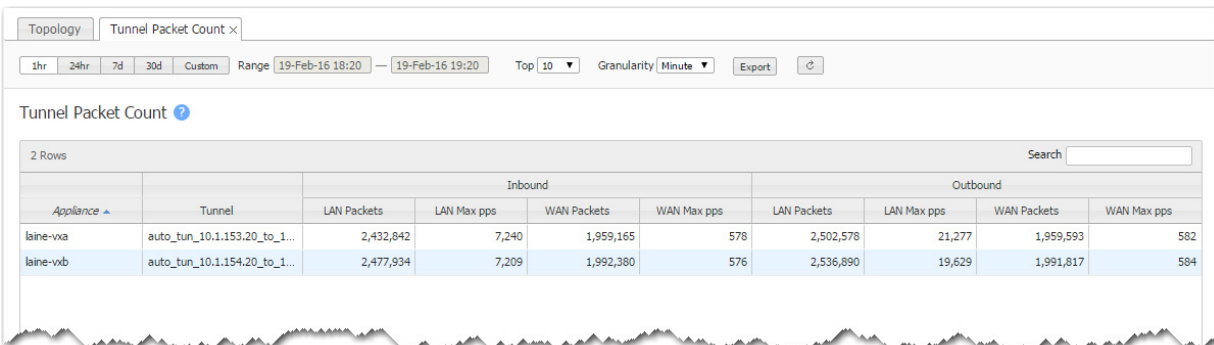 Topology Tunnel Packet Count ×
1hr 24hr 7d 30d Custom Range 19-Feb-16 18:20 — 19-Feb-16 19:20 Top 10 ▼ Granularity Minute ▼ Export
Tunnel Packet Count ?
2 Rows Search
Inbound Outbound
Appliance ▲ Tunnel LAN Packets LAN Max pps WAN Packets WAN Max pps LAN Packets LAN Max pps WAN Packets WAN Max pps
laine-vxa auto_tun_10.1.153.20_to_1... 2,432,842 7,240 1,959,165 578 2,502,578 21,277 1,959,593 582
laine-vxb auto_tun_10.1.154.20_to_1... 2,477,934 7,209 1,992,380 576 2,536,890 19,629 1,991,817 584